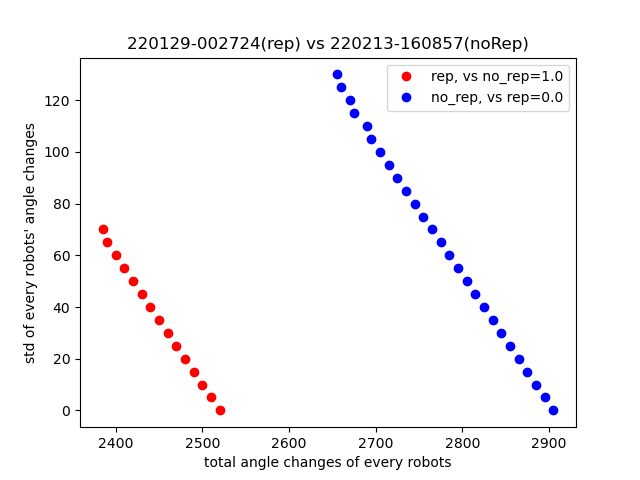 220129-002724(rep) vs 220213-160857(noRep)
rep, vs no_rep=1.0
no_rep, vs rep=0.0
std of every robots' angle changes
120
100
80
60
40
20
0
2400 2500 2600 2700 2800 2900
total angle changes of every robots